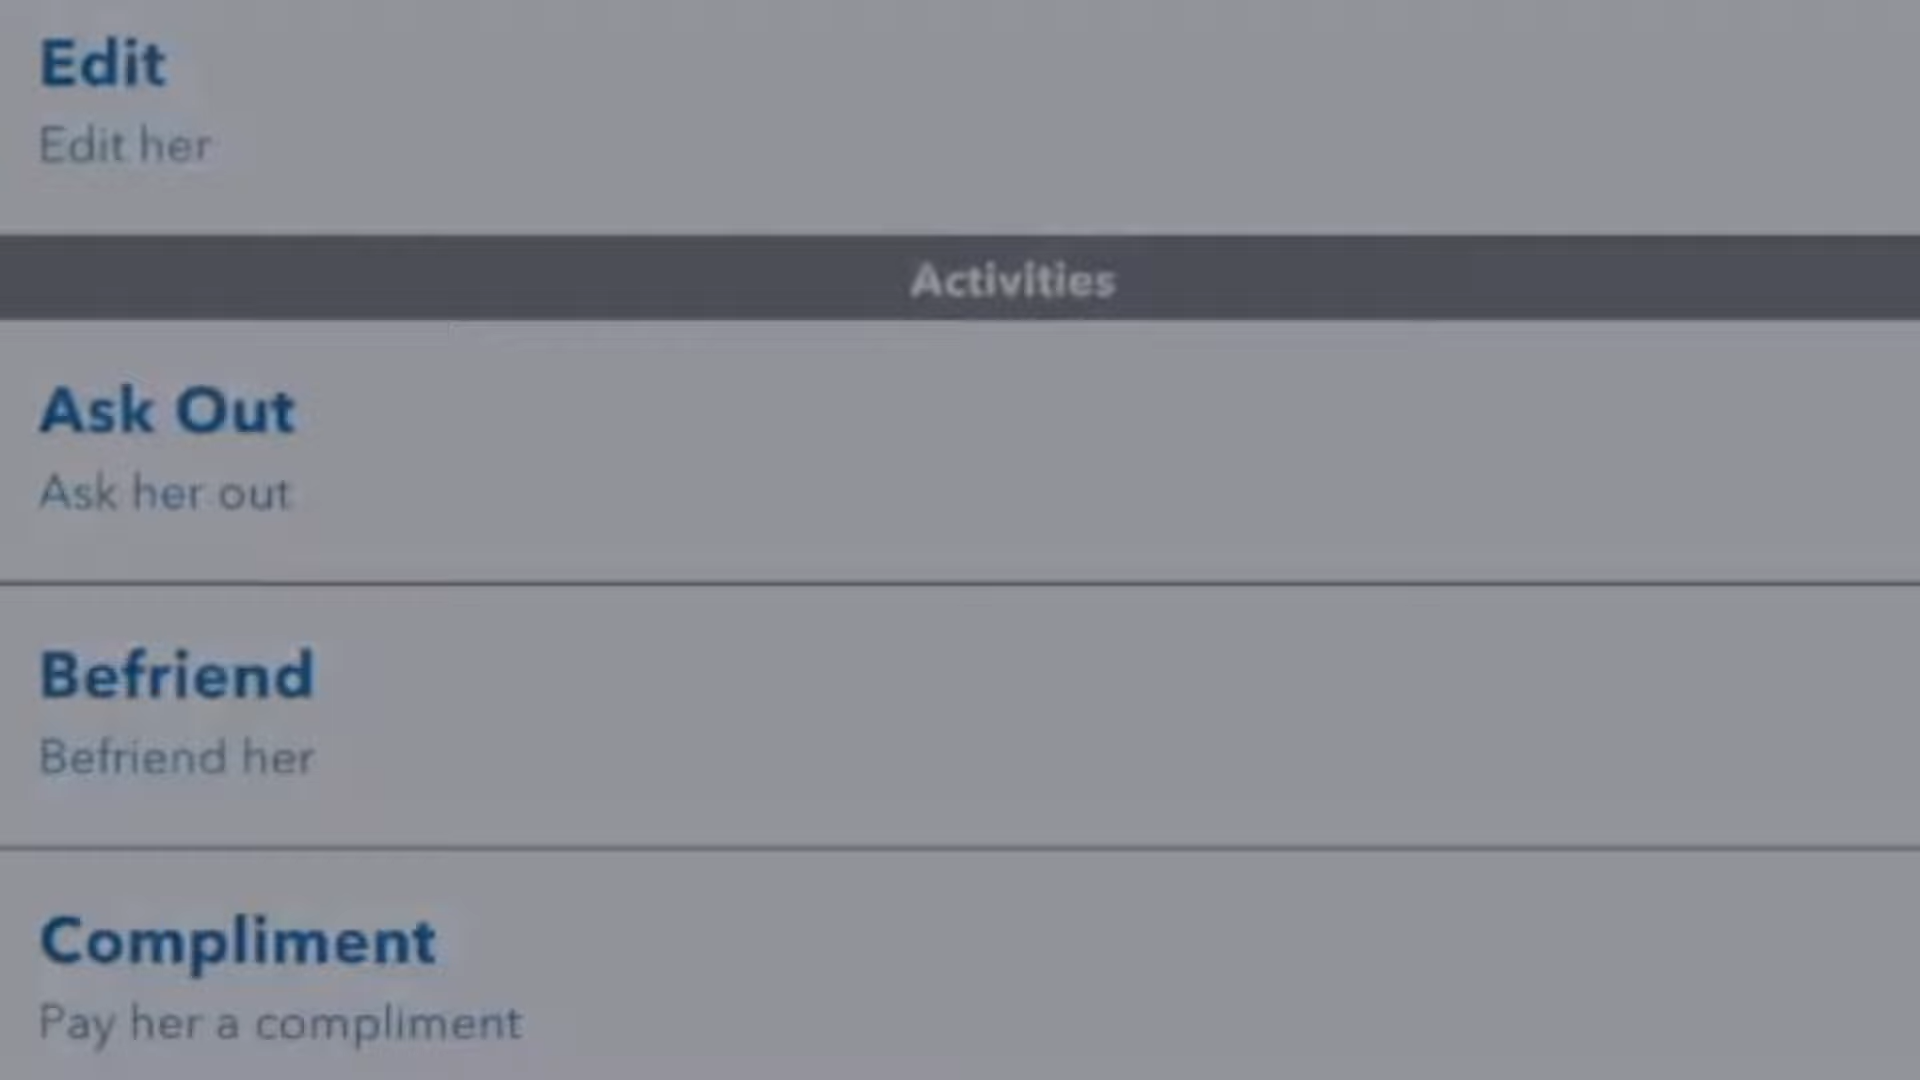 Edit
Edit her
Activities
Ask Out
Ask her out
Befriend
Befriend her
Compliment
Pay her a compliment